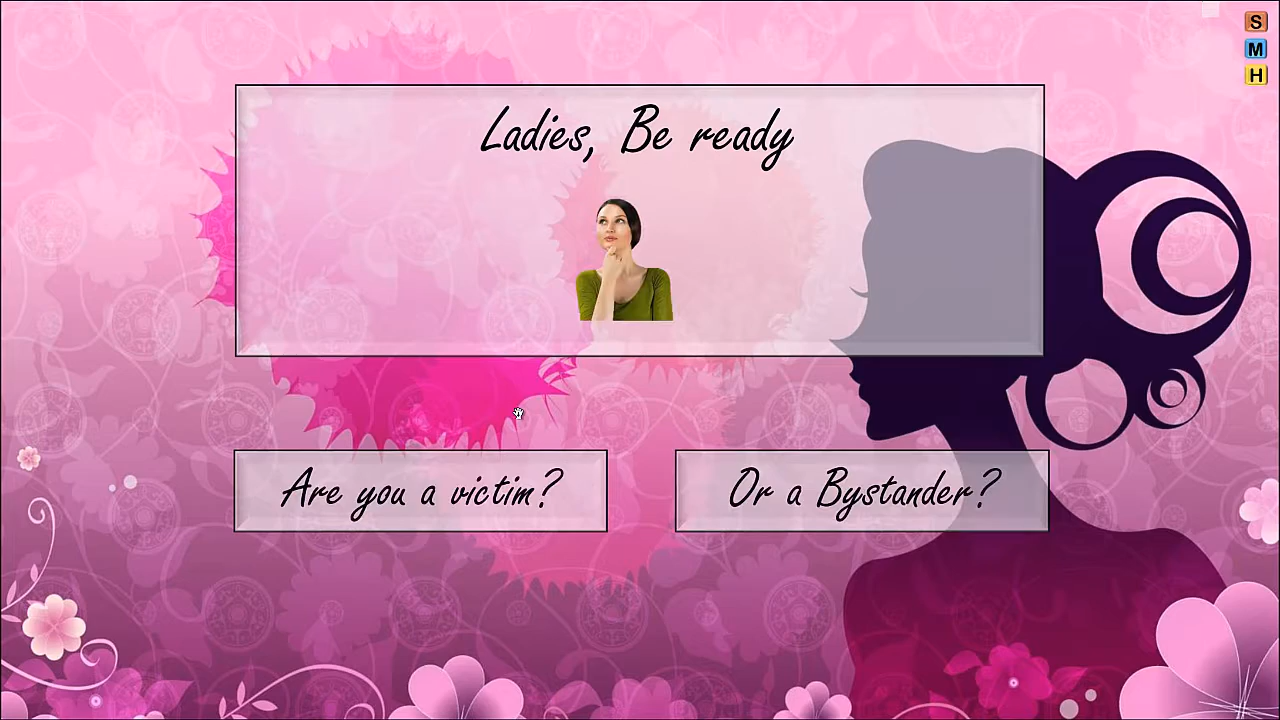 S
M
H
Ladies, Be ready
Are you a victim?
Or a Bystander?